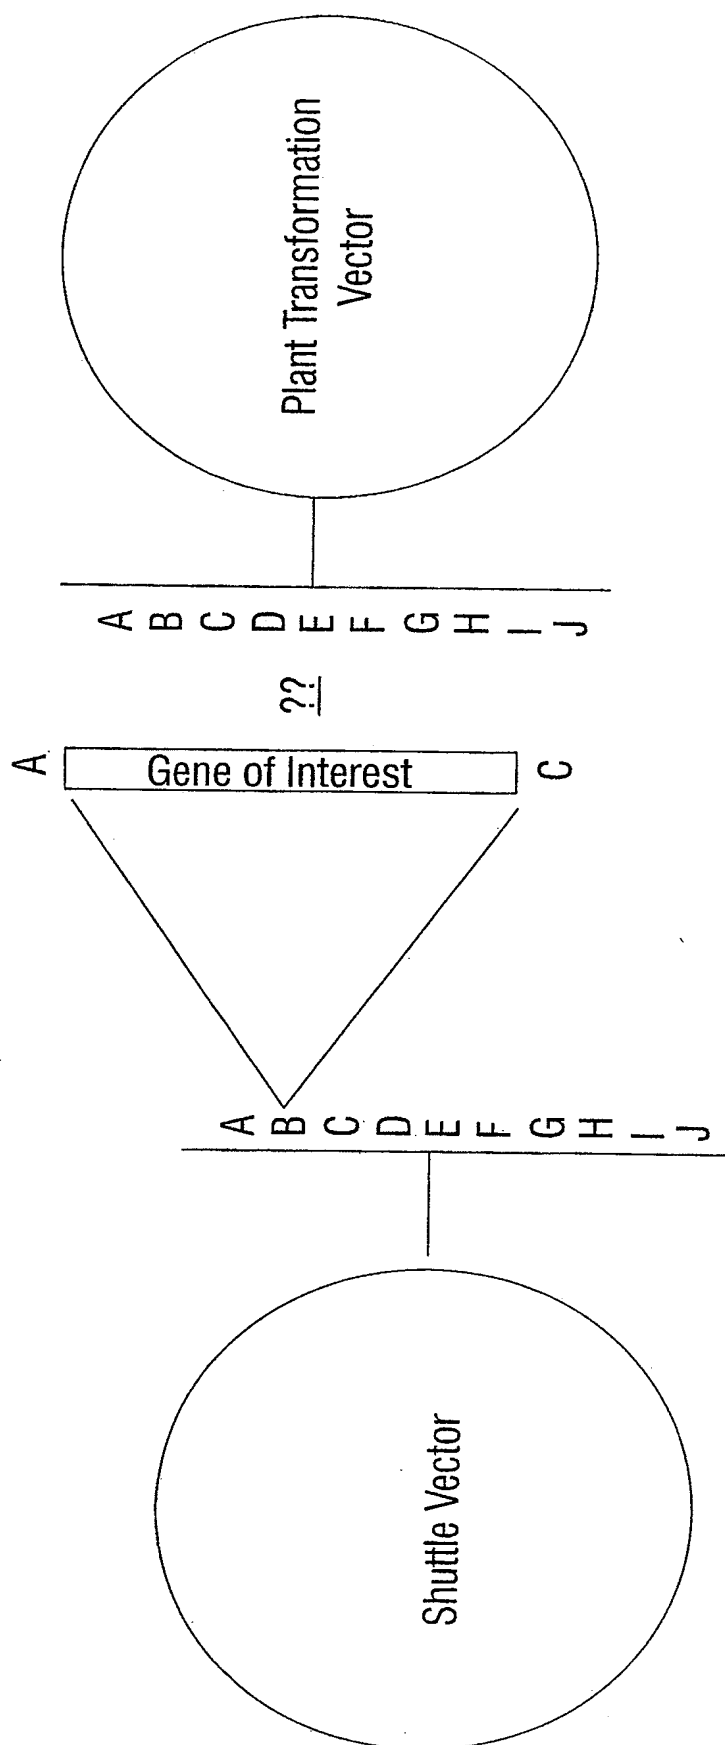 Shuttle Vector
A
B
C
D
E
F
G
H
I
J
A
Gene of Interest
C
??
A
B
C
D
E
F
G
H
I
J
Plant Transformation
Vector